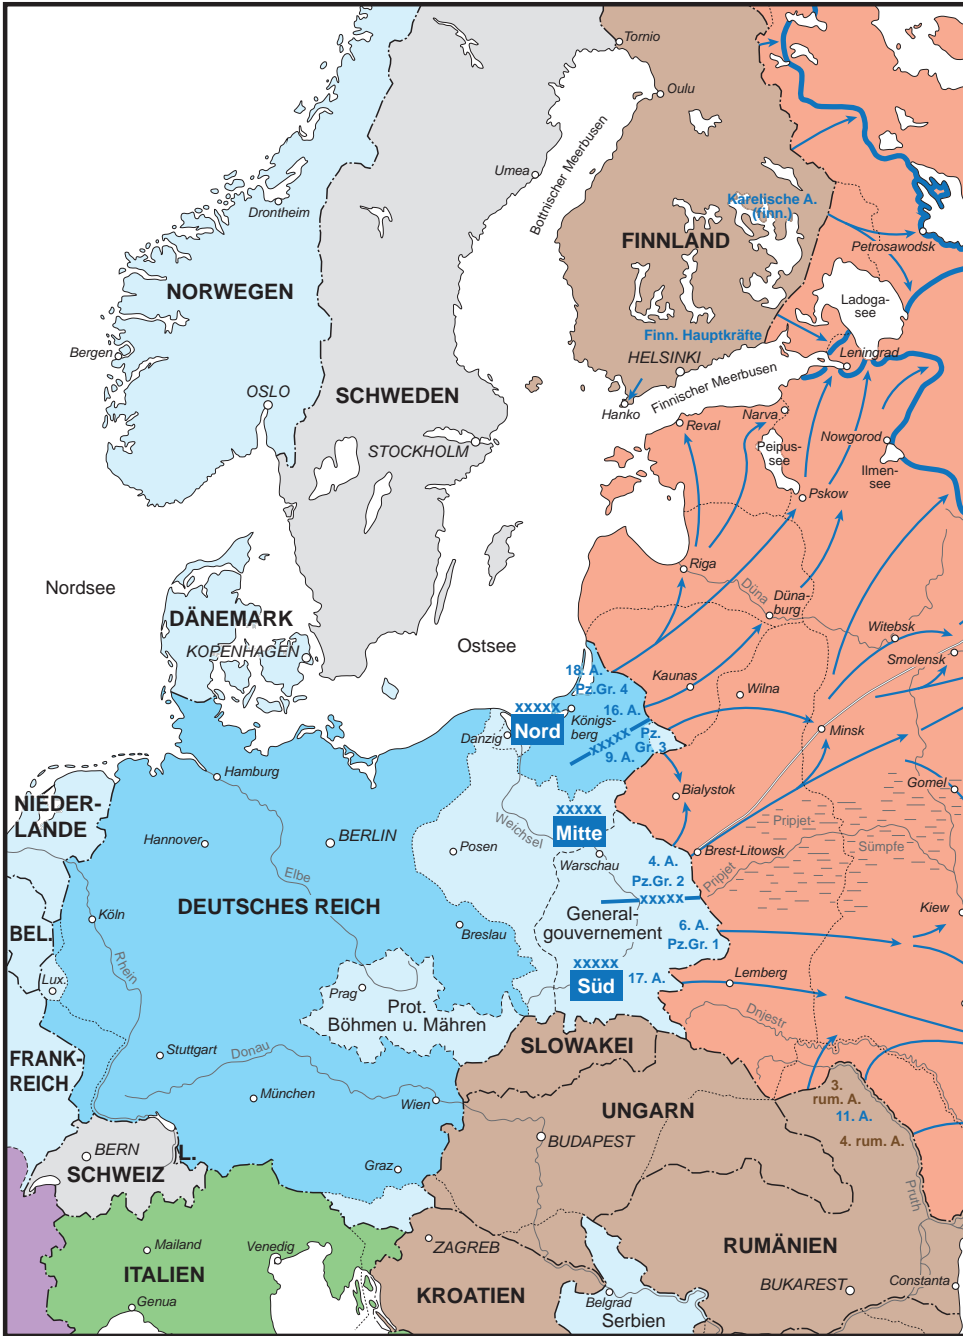 Tornio
Oulu
Umea
Bottnischer Meerbusen
Drontheim
Karelische A.
(finn.)
FINNLAND
Petrosawodsk
NORWEGEN
Ladoga-
see
Bergen
Finn. Hauptkräfte
HELSINKI
Leningrad
OSLO
SCHWEDEN
Finnischer Meerbusen
Hanko
Narva
Reval
STOCKHOLM
Peipus-
see
Nowgorod
Ilmen-
see
Pskow
Nordsee
Riga
Düna
Düna-
burg
DÄNEMARK
KOPENHAGEN
Ostsee
Witebsk
Smolensk
18. A.
Pz.Gr. 4
Kaunas
Wilna
xxxxx
Nord
16. A.
Königs-
berg
Danzig
xxxxx
Pz.
Gr. 3
9. A.
Minsk
Hamburg
Bialystok
Gomel
NIEDER-
LANDE
xxxxx
Mitte
Weichsel
Pripjet-
Sümpfe
Hannover
BERLIN
Posen
Warschau
Brest-Litowsk
4. A.
Pz.Gr. 2
Pripjet
Elbe
xxxxx
DEUTSCHES REICH
Köln
General-
gouvernement
Kiew
BEL.
Breslau
6. A.
Pz.Gr. 1
Rhein
xxxxx
Süd
17. A.
Lemberg
Lux.
Prag
Prot.
Böhmen u. Mähren
Dnjestr
SLOWAKEI
FRANK-
REICH
Stuttgart
Donau
München
Wien
UNGARN
3.
rum. A.
11. A.
4. rum. A.
BERN
L.
BUDAPEST
SCHWEIZ
Graz
Pruth
Mailand
Venedig
ZAGREB
RUMÄNIEN
ITALIEN
KROATIEN
BUKAREST
Constanta
Genua
Belgrad
Serbien